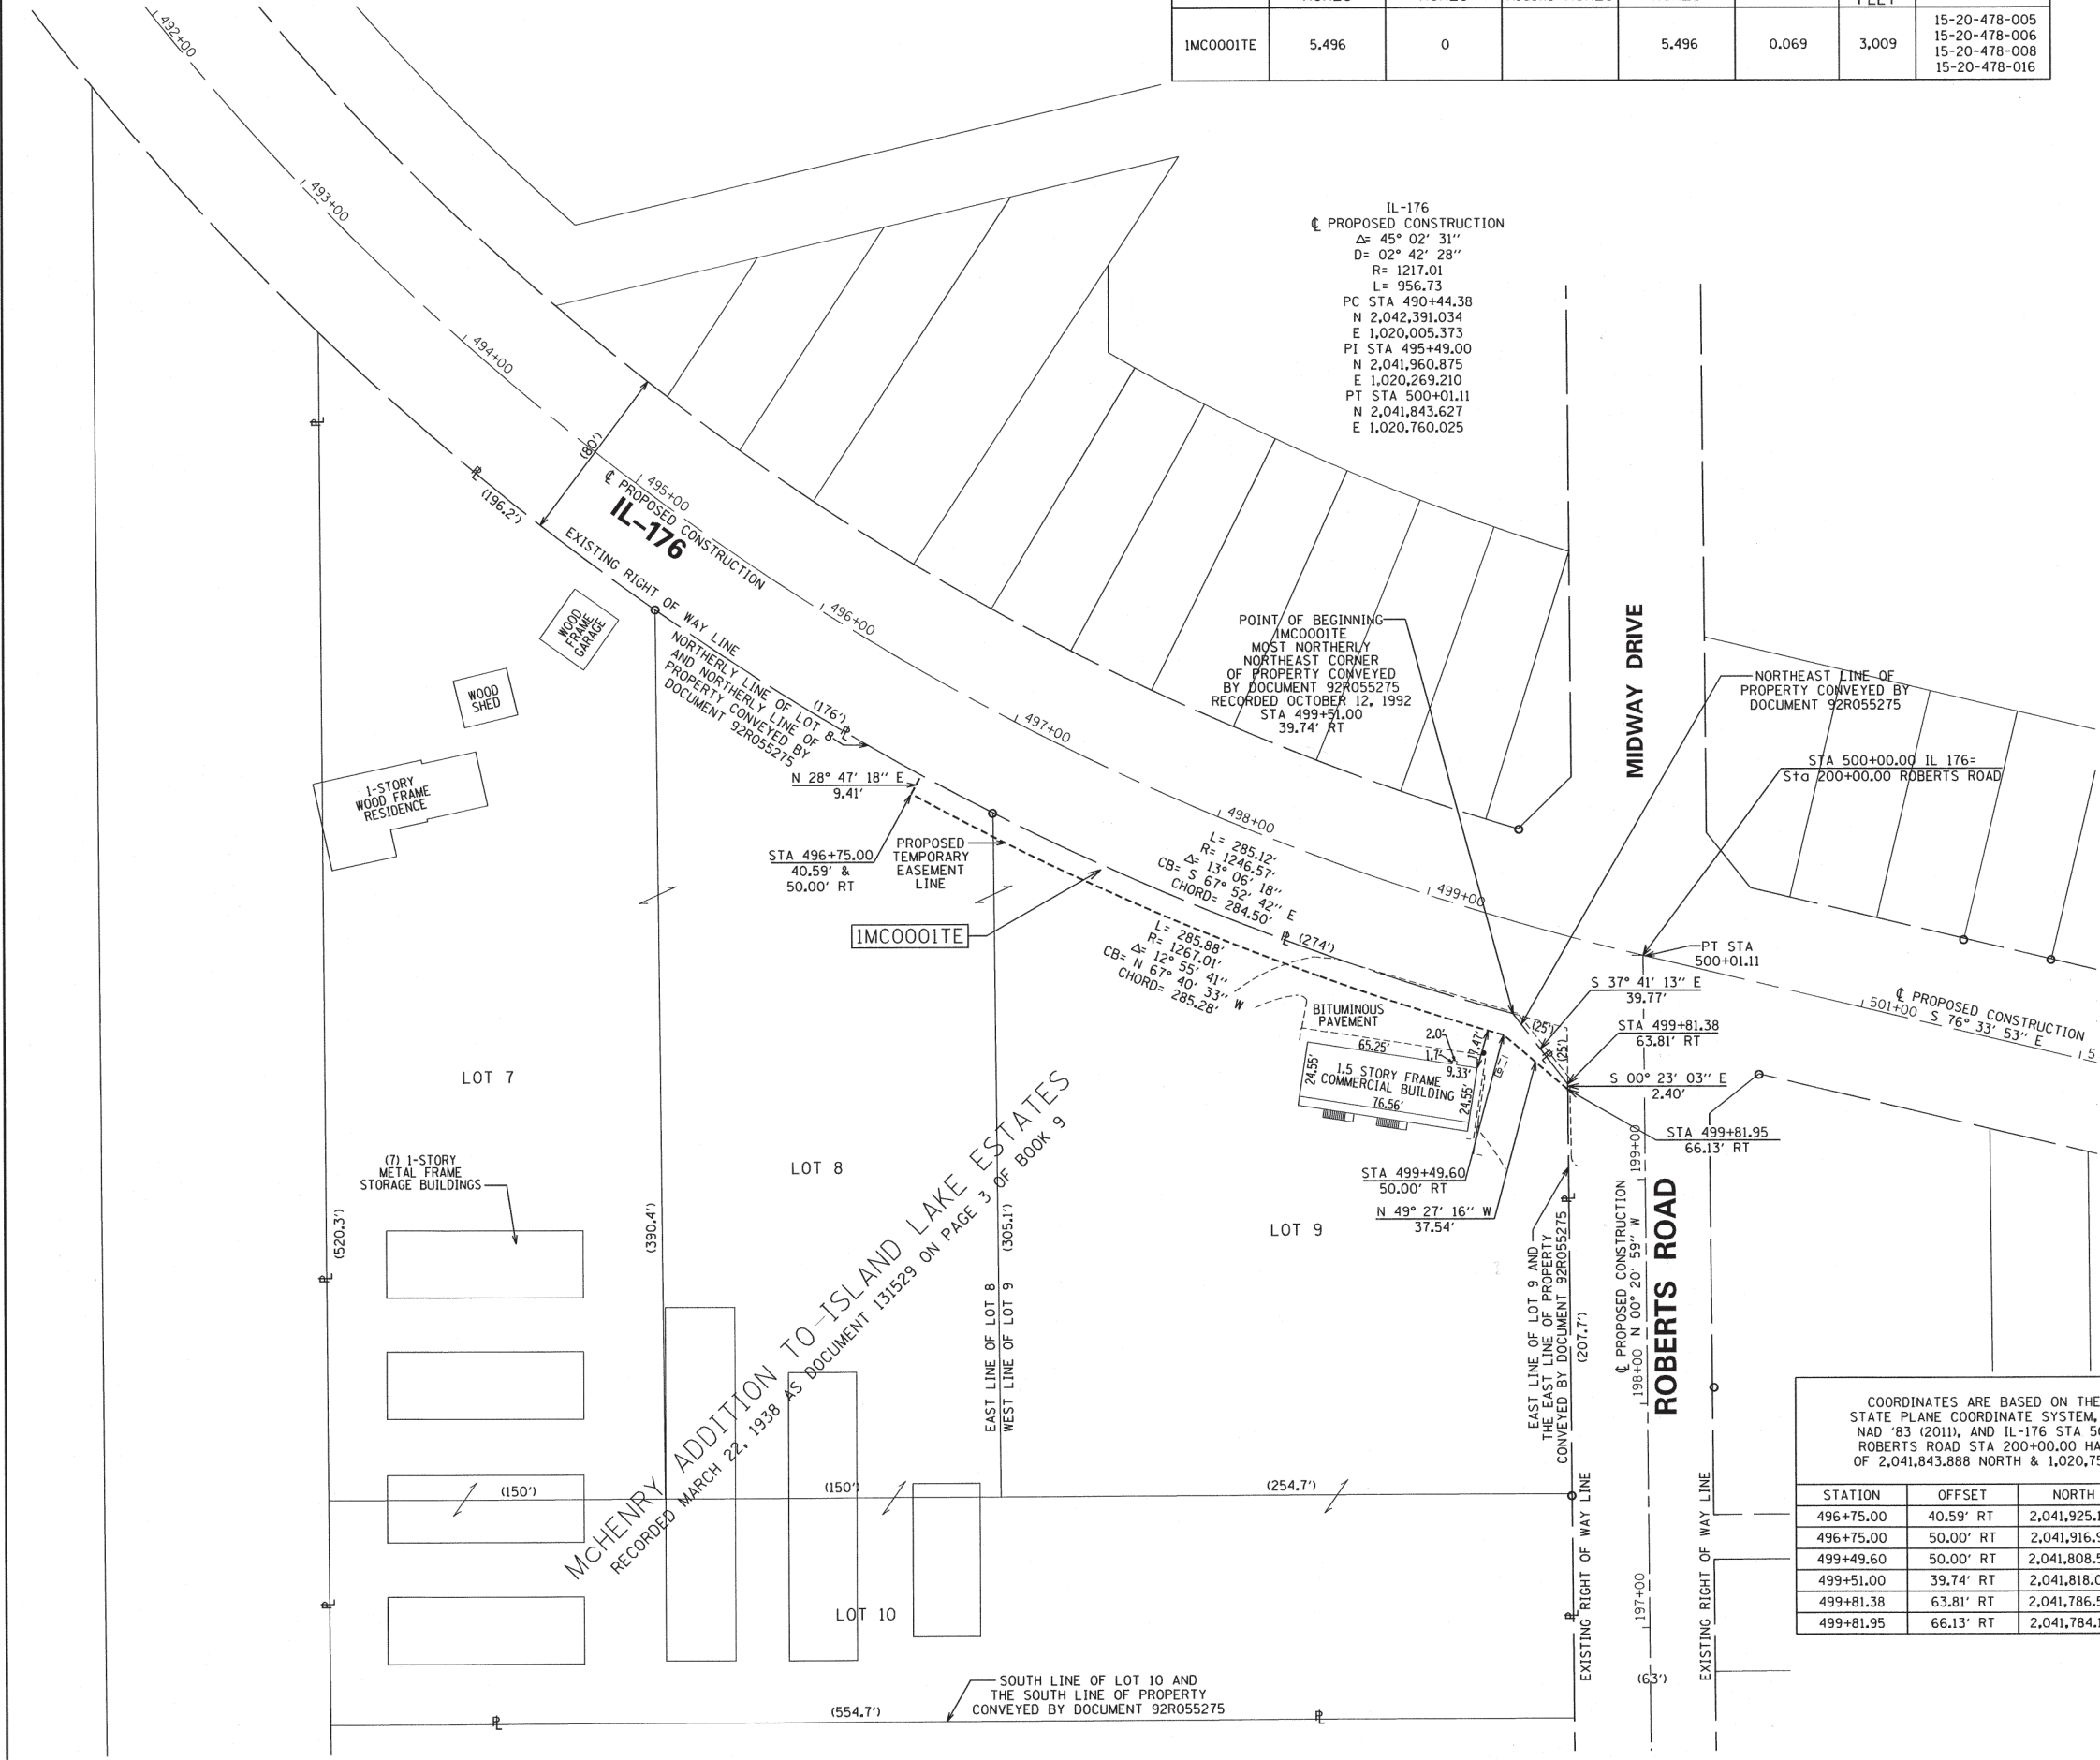 1MC0001TE 5.496 0 5.496 0.069 3,009
15-20-478-005
15-20-478-006
15-20-478-008
15-20-478-016
492+00
493+00
494+00
495+00
496+00
497+00
498+00
499+00
501+00
IL-176
℄ PROPOSED CONSTRUCTION
Δ= 45° 02' 31''
D= 02° 42' 28''
R= 1217.01
L= 956.73
PC STA 490+44.38
N 2,042,391.034
E 1,020,005.373
PI STA 495+49.00
N 2,041,960.875
E 1,020,269.210
PT STA 500+01.11
N 2,041,843.627
E 1,020,760.025
(80')
℄ PROPOSED CONSTRUCTION
IL-176
(196.2')
EXISTING RIGHT OF WAY LINE
NORTHERLY LINE OF LOT 8
AND NORTHERLY LINE OF
PROPERTY CONVEYED BY
DOCUMENT 92R055275
(176')
WOOD
FRAME
GARAGE
WOOD
SHED
1-STORY
WOOD FRAME
RESIDENCE
N 28° 47' 18'' E
9.41'
STA 496+75.00
40.59' &
50.00' RT
PROPOSED
TEMPORARY
EASEMENT
LINE
1MC0001TE
L= 285.12'
R= 1246.57'
Δ= 13° 06' 18''
CB= S 67° 52' 42'' E
CHORD= 284.50'
(274')
L= 285.88'
R= 1267.01'
Δ= 12° 55' 41''
CB= N 67° 40' 33'' W
CHORD= 285.28'
POINT OF BEGINNING
1MC0001TE
MOST NORTHERLY
NORTHEAST CORNER
OF PROPERTY CONVEYED
BY DOCUMENT 92R055275
RECORDED OCTOBER 12, 1992
STA 499+51.00
39.74' RT
MIDWAY DRIVE
NORTHEAST LINE OF
PROPERTY CONVEYED BY
DOCUMENT 92R055275
STA 500+00.00 IL 176=
Sta 200+00.00 ROBERTS ROAD
PT STA
500+01.11
℄ PROPOSED CONSTRUCTION
S 76° 33' 53'' E
S 37° 41' 13'' E
39.77'
STA 499+81.38
63.81' RT
S 00° 23' 03'' E
2.40'
STA 499+81.95
66.13' RT
(25')
(25')
BITUMINOUS
PAVEMENT
65.25'
2.0'
1.7'
9.33'
17.47'
24.55'
24.55'
76.56'
1.5 STORY FRAME
COMMERCIAL BUILDING
STA 499+49.60
50.00' RT
N 49° 27' 16'' W
37.54'
LOT 7
LOT 8
LOT 9
LOT 10
(7) 1-STORY
METAL FRAME
STORAGE BUILDINGS
(520.3')
(390.4')
(305.1')
EAST LINE OF LOT 8
WEST LINE OF LOT 9
McHENRY ADDITION TO ISLAND LAKE ESTATES
RECORDED MARCH 22, 1938 AS DOCUMENT 131529 ON PAGE 3 OF BOOK 9
(150')
(150')
(254.7')
EAST LINE OF LOT 9 AND
THE EAST LINE OF PROPERTY
CONVEYED BY DOCUMENT 92R055275
(207.7')
℄ PROPOSED CONSTRUCTION
N 00° 20' 59'' W
199+00
198+00
197+00
ROBERTS ROAD
EXISTING RIGHT OF WAY LINE
EXISTING RIGHT OF WAY LINE
(63')
SOUTH LINE OF LOT 10 AND
THE SOUTH LINE OF PROPERTY
CONVEYED BY DOCUMENT 92R055275
(554.7')
COORDINATES ARE BASED ON THE
STATE PLANE COORDINATE SYSTEM,
NAD '83 (2011), AND IL-176 STA
ROBERTS ROAD STA 200+00.00
OF 2,041,843.888 NORTH &
STATION OFFSET NORTH
496+75.00 40.59' RT
496+75.00 50.00' RT
499+49.60 50.00' RT
499+51.00 39.74' RT
499+81.38 63.81' RT
499+81.95 66.13' RT